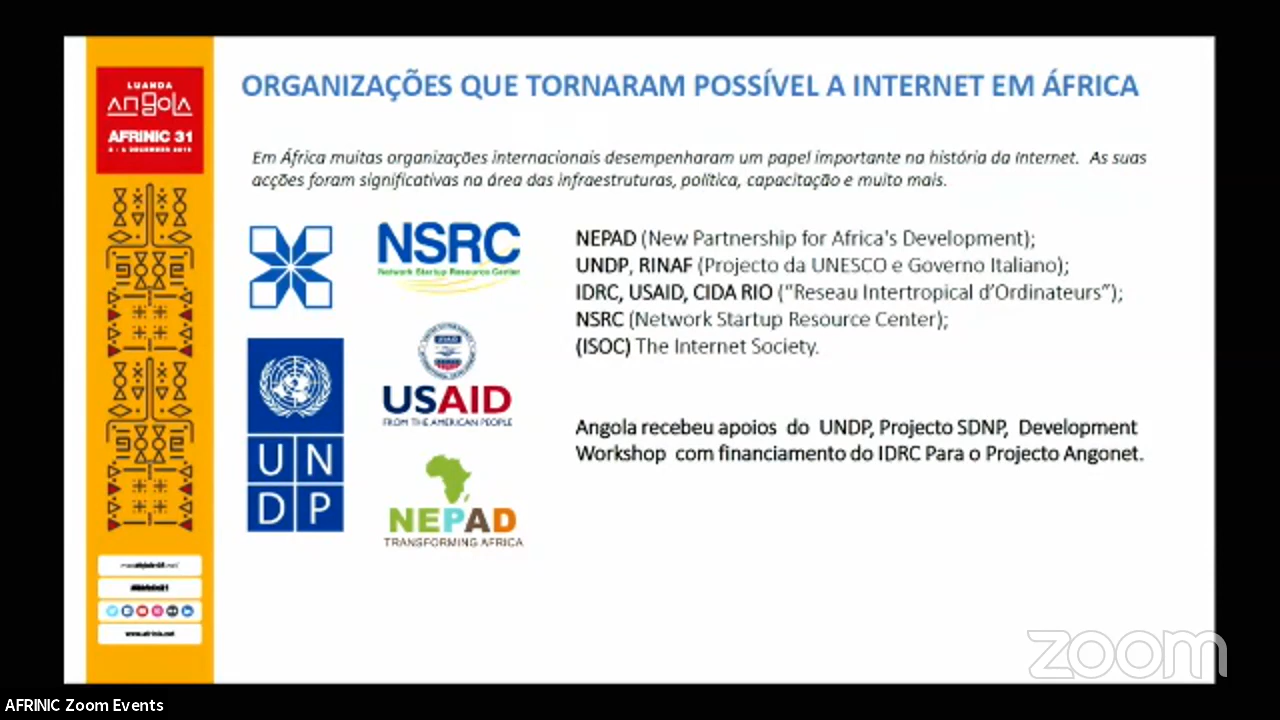 LUANDA
ANGOLA
AFRINIC 31
ORGANIZAÇÕES QUE TORNARAM POSSÍVEL A INTERNET EM ÁFRICA
Em África muitas organizações internacionais desempenharam um papel importante na história da Internet. As suas
acções foram significativas na área das infraestruturas, política, capacitação e muito mais.
NSRC
Network Startup Resource Center
UN
DP
USAID
FROM THE AMERICAN PEOPLE
NEPAD
TRANSFORMING AFRICA
NEPAD (New Partnership for Africa's Development);
UNDP, RINAF (Projecto da UNESCO e Governo Italiano);
IDRC, USAID, CIDA RIO (“Reseau Intertropical d’Ordinateurs”);
NSRC (Network Startup Resource Center);
(ISOC) The Internet Society.
Angola recebeu apoios do UNDP, Projecto SDNP, Development
Workshop com financiamento do IDRC Para o Projecto Angonet.
www.afrinic.net
zoom
AFRINIC Zoom Events